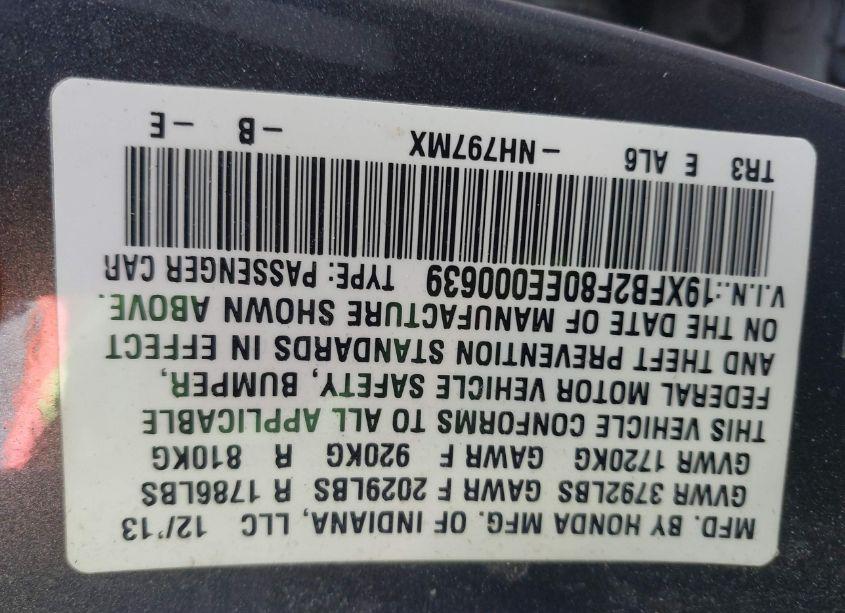 MFD. BY HONDA MFG. OF INDIANA, LLC 12/'13
GVWR 3792LBS GAWR F 2029LBS R 1786LBS
GVWR 1720KG GAWR F 920KG R 810KG
THIS VEHICLE CONFORMS TO ALL APPLICABLE
FEDERAL MOTOR VEHICLE SAFETY, BUMPER,
AND THEFT PREVENTION STANDARDS IN EFFECT
ON THE DATE OF MANUFACTURE SHOWN ABOVE.
V.I.N.:19XFB2F80EE000639 TYPE: PASSENGER CAR
TR3 E AL6 -NH797MX -B -E